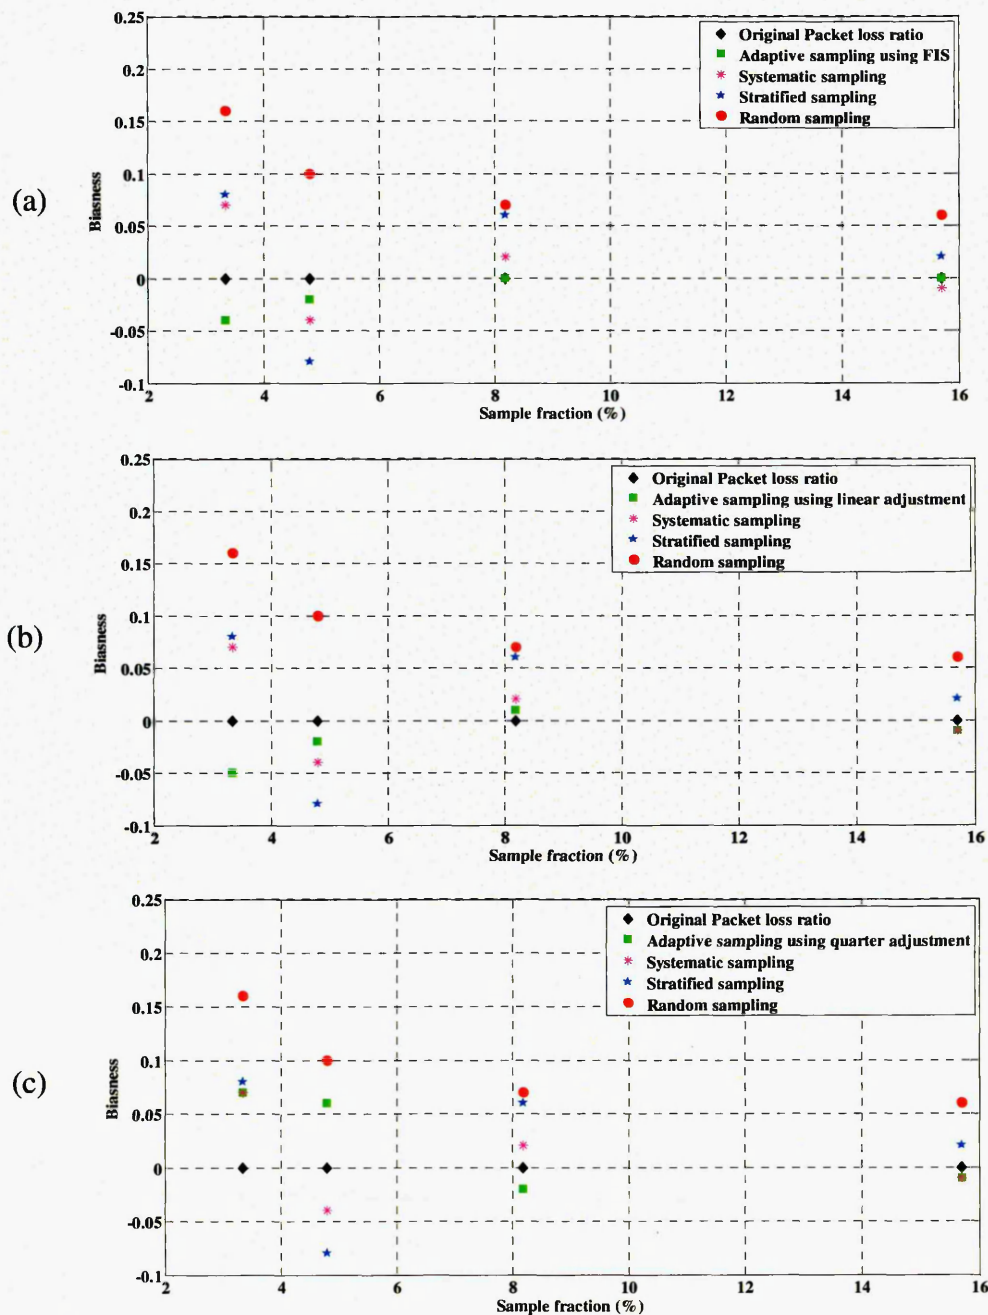 (a)
0.25
0.2
0.15
0.1
0.05
0
-0.05
-0.1
Biasness
Original Packet loss ratio
Adaptive sampling using FIS
Systematic sampling
Stratified sampling
Random sampling
2 4 6 8 10 12 14 16
Sample fraction (%)
(b)
0.25
0.2
0.15
0.1
0.05
0
-0.05
-0.1
Biasness
Original Packet loss ratio
Adaptive sampling using linear adjustment
Systematic sampling
Stratified sampling
Random sampling
2 4 6 8 10 12 14 16
Sample fraction (%)
(c)
0.25
0.2
0.15
0.1
0.05
0
-0.05
-0.1
Biasness
Original Packet loss ratio
Adaptive sampling using quarter adjustment
Systematic sampling
Stratified sampling
Random sampling
2 4 6 8 10 12 14 16
Sample fraction (%)